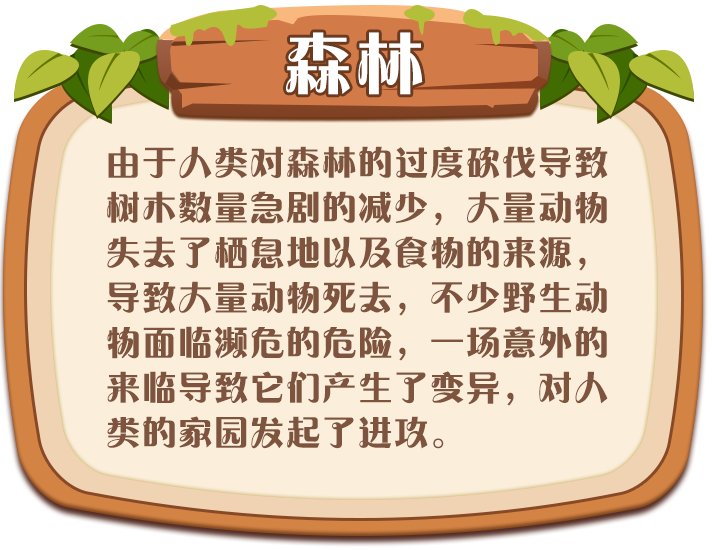 森林
由于人类对森林的过度砍伐导致
树木数量急剧的减少，大量动物
失去了栖息地以及食物的来源，
导致大量动物死去，不少野生动
物面临濒危的危险，一场意外的
来临导致它们产生了变异，对人
类的家园发起了进攻。